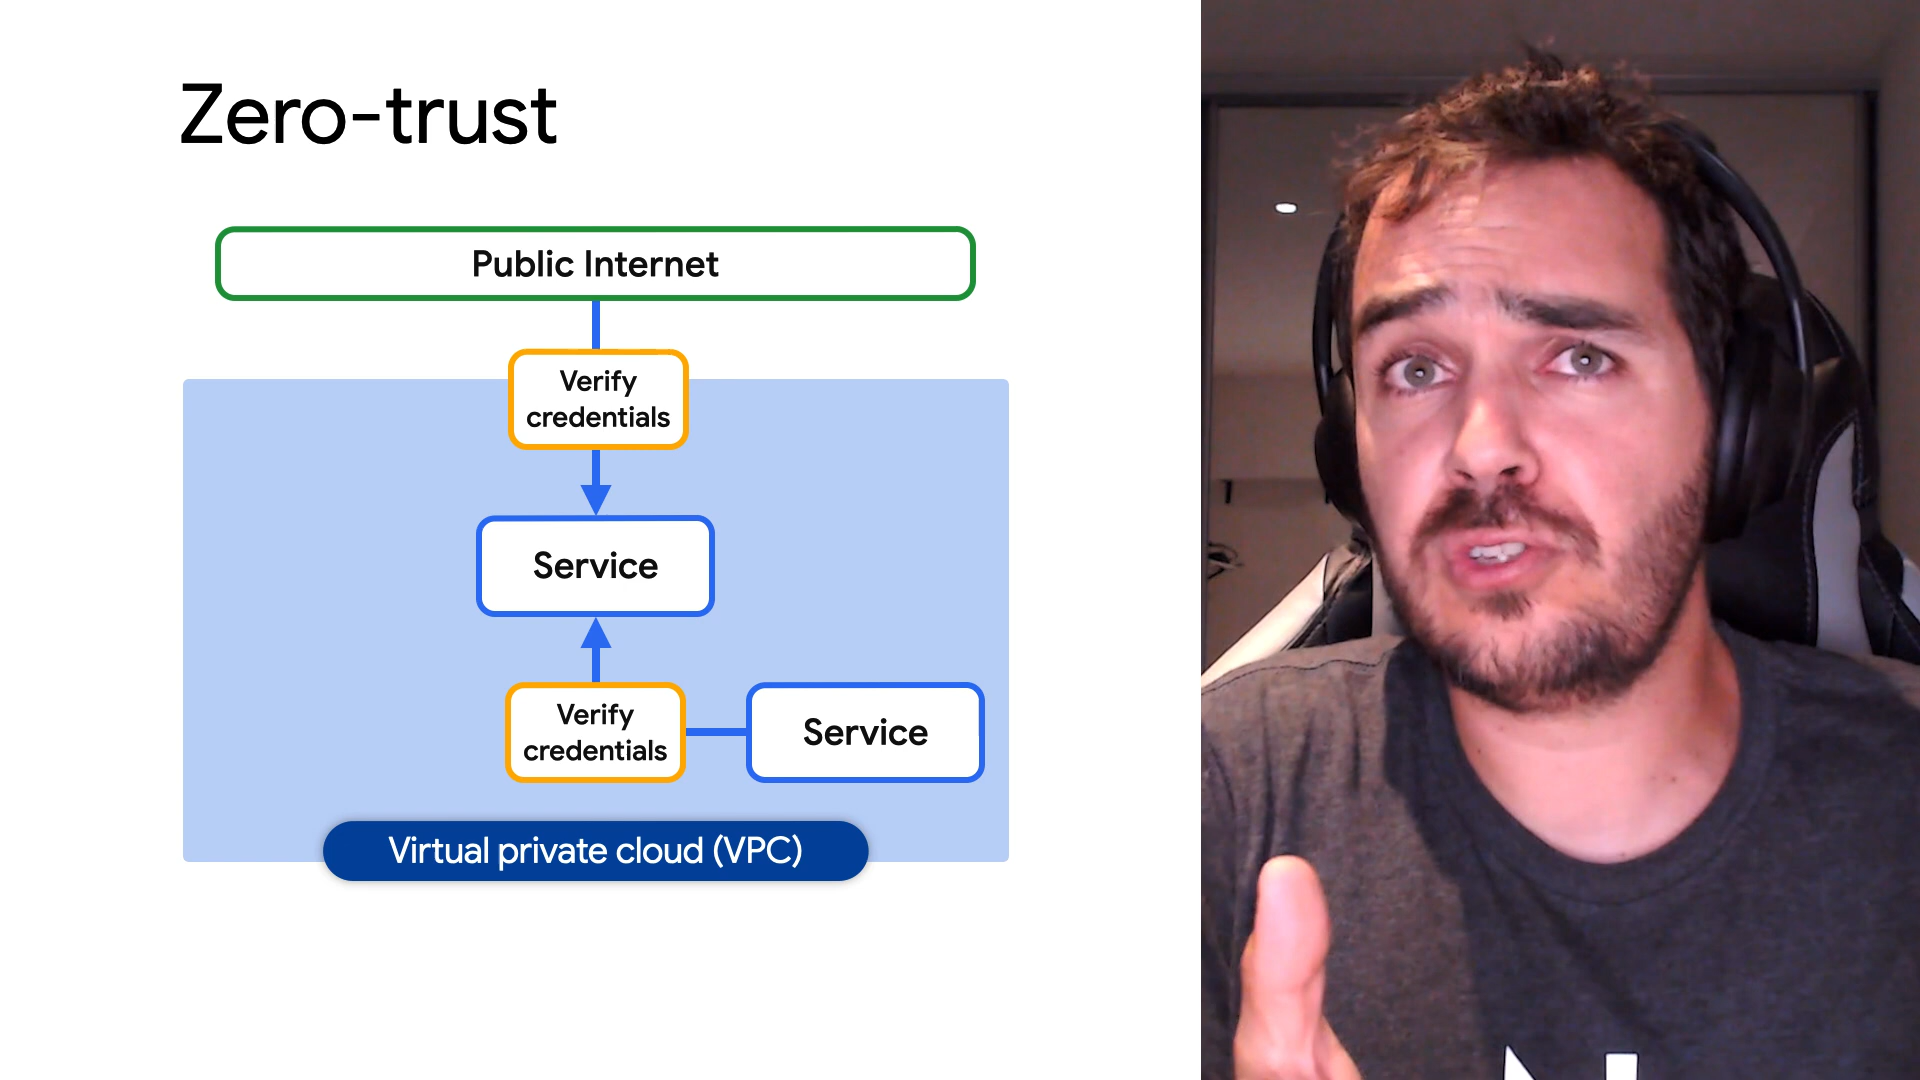 Zero-trust
Public Internet
Verify
credentials
Service
Verify
credentials
Service
Virtual private cloud (VPC)